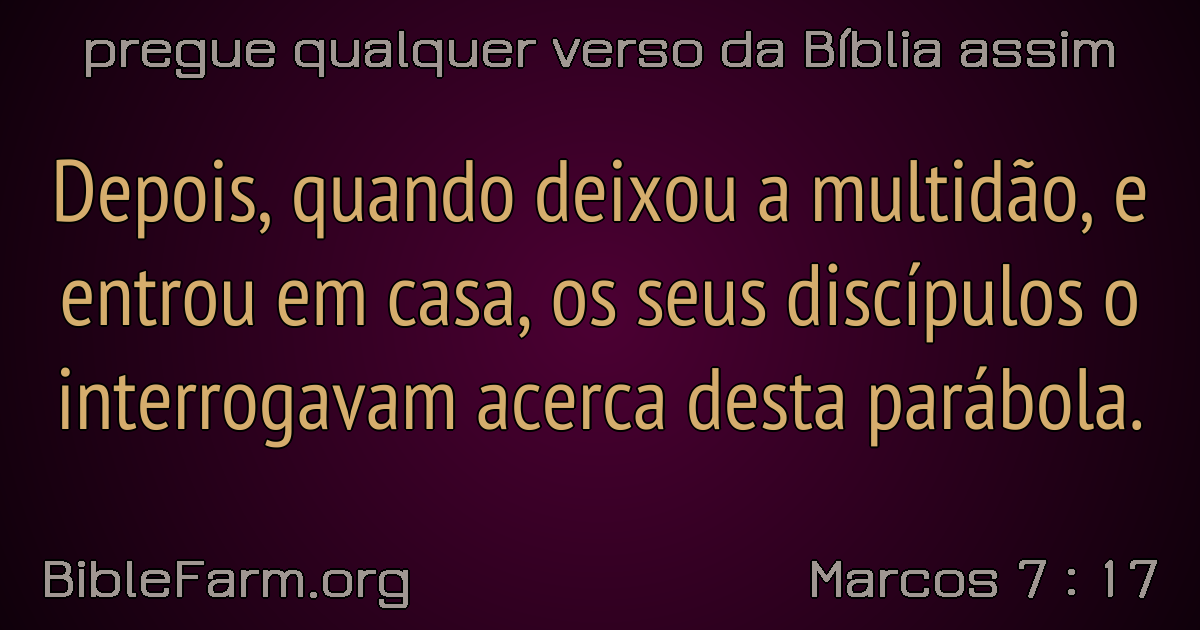 pregue qualquer verso da Bíblia assim
Depois, quando deixou a multidão, e
entrou em casa, os seus discípulos o
interrogavam acerca desta parábola.
BibleFarm.org
Marcos 7 : 17